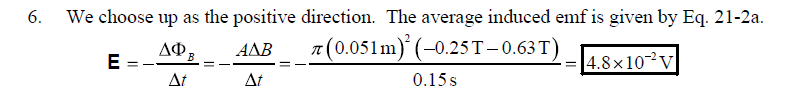 6. We choose up as the positive direction. The average induced emf is given by Eq. 21-2a.
E = −ΔΦ_B/Δt = −AΔB/Δt = −π(0.051m)²(−0.25T−0.63T)/0.15s = 4.8×10⁻²V